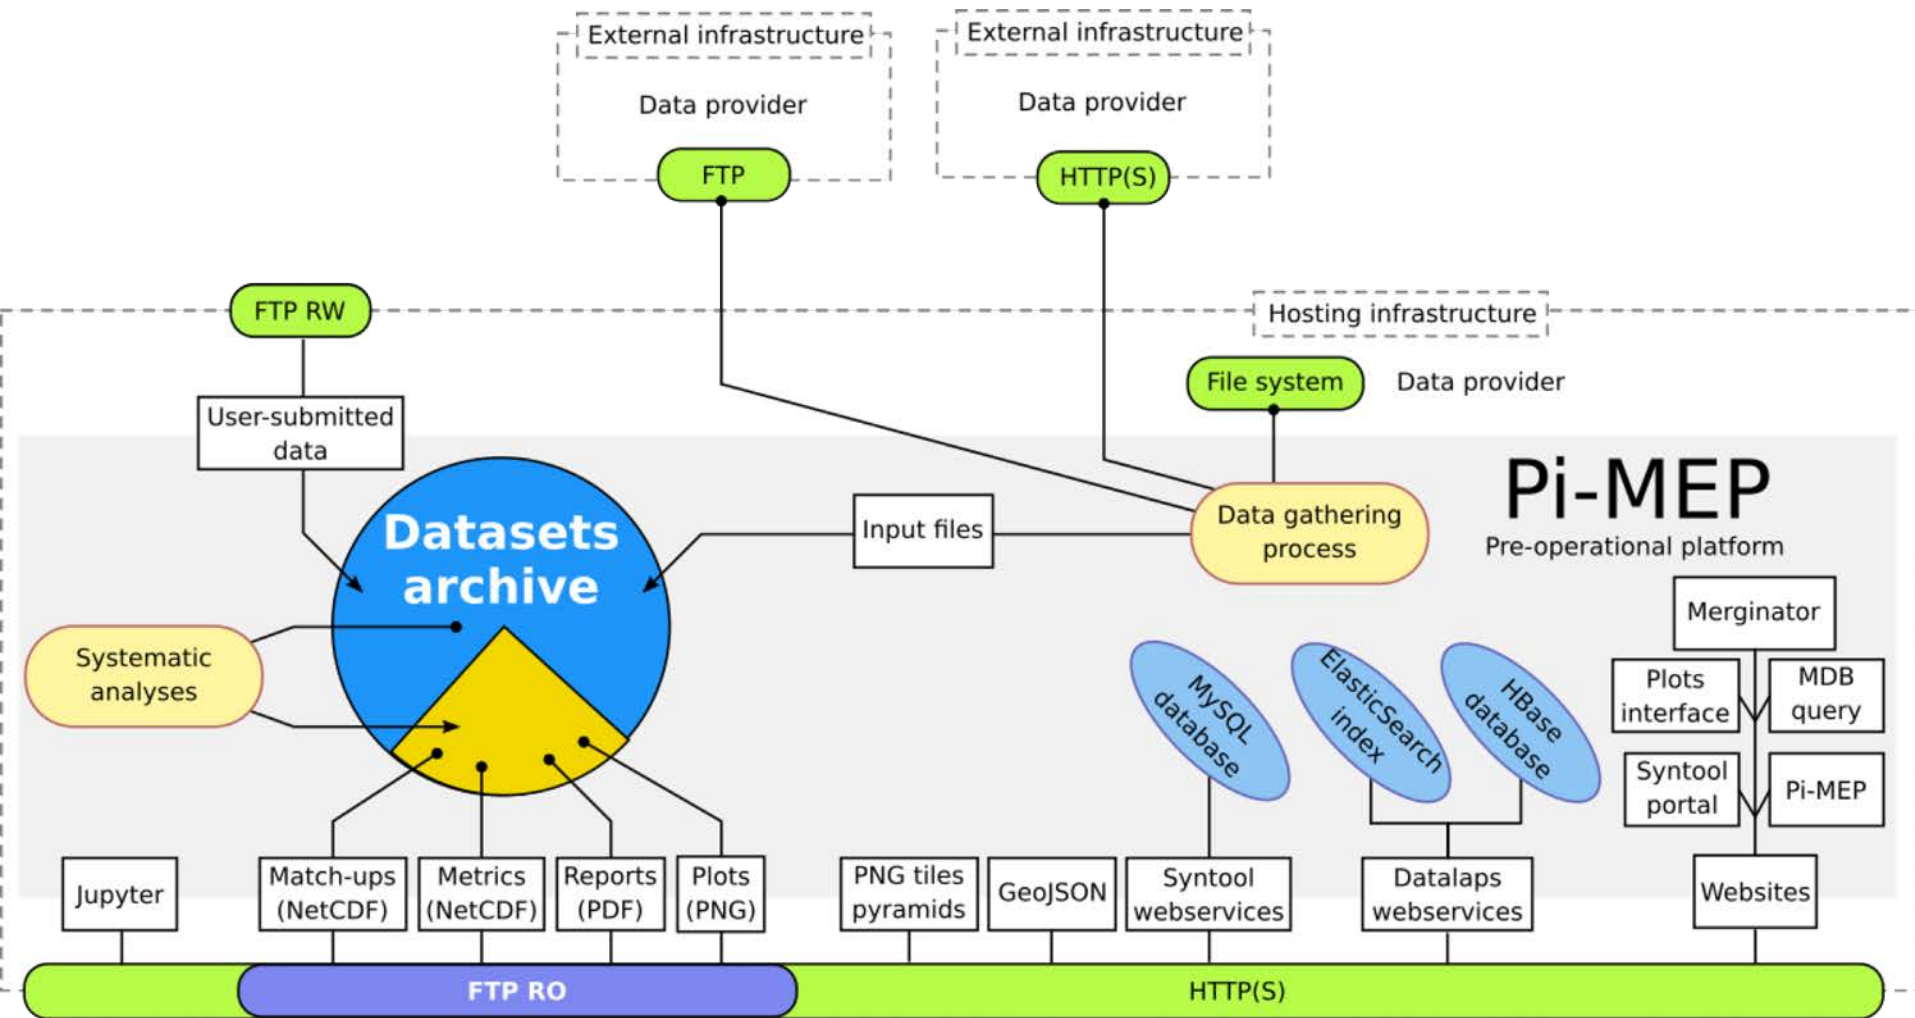 External infrastructure
External infrastructure
Data provider
Data provider
FTP
HTTP(S)
FTP RW
Hosting infrastructure
File system
Data provider
User-submitted
data
Datasets
archive
Input files
Data gathering
process
Pi-MEP
Pre-operational platform
Systematic
analyses
MySQL
database
ElasticSearch
index
HBase
database
Merginator
Plots
interface
MDB
query
Syntool
portal
Pi-MEP
Jupyter
Match-ups
(NetCDF)
Metrics
(NetCDF)
Reports
(PDF)
Plots
(PNG)
PNG tiles
pyramids
GeoJSON
Syntool
webservices
Datalaps
webservices
Websites
FTP RO
HTTP(S)